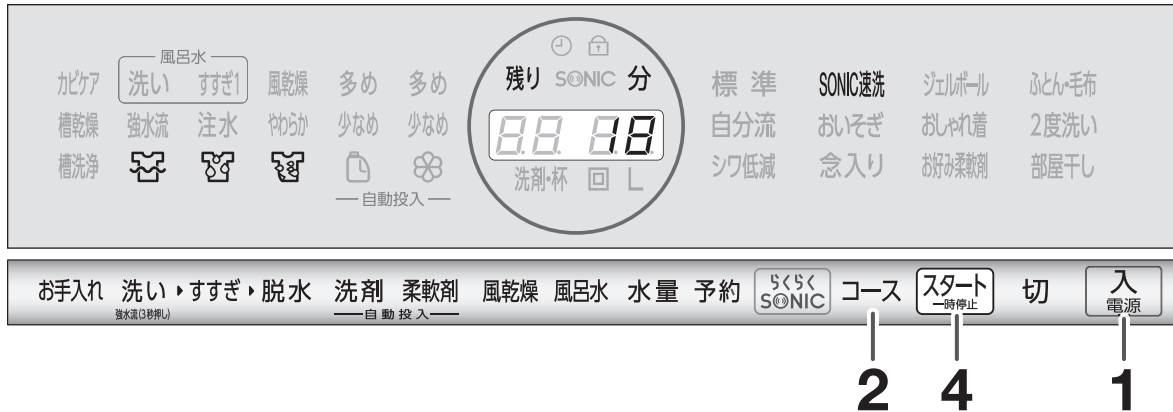 風呂水
カビケア 洗い すすぎ1 風乾燥 多め 多め 残り SONIC 分 標準 SONIC速洗 ジェルボール ふとん・毛布
槽乾燥 強水流 注水 やわらか 少なめ 少なめ 18 自分流 おいそぎ おしゃれ着 2度洗い
槽洗浄 洗剤・杯 回 L シワ低減 念入り お好み柔軟剤 部屋干し
自動投入
お手入れ 洗い すすぎ 脱水 洗剤 柔軟剤 風乾燥 風呂水 水量 予約 らくらく SONIC コース スタート 切 入
強水流(3秒押し) 自動投入 一時停止 電源
2 4 1